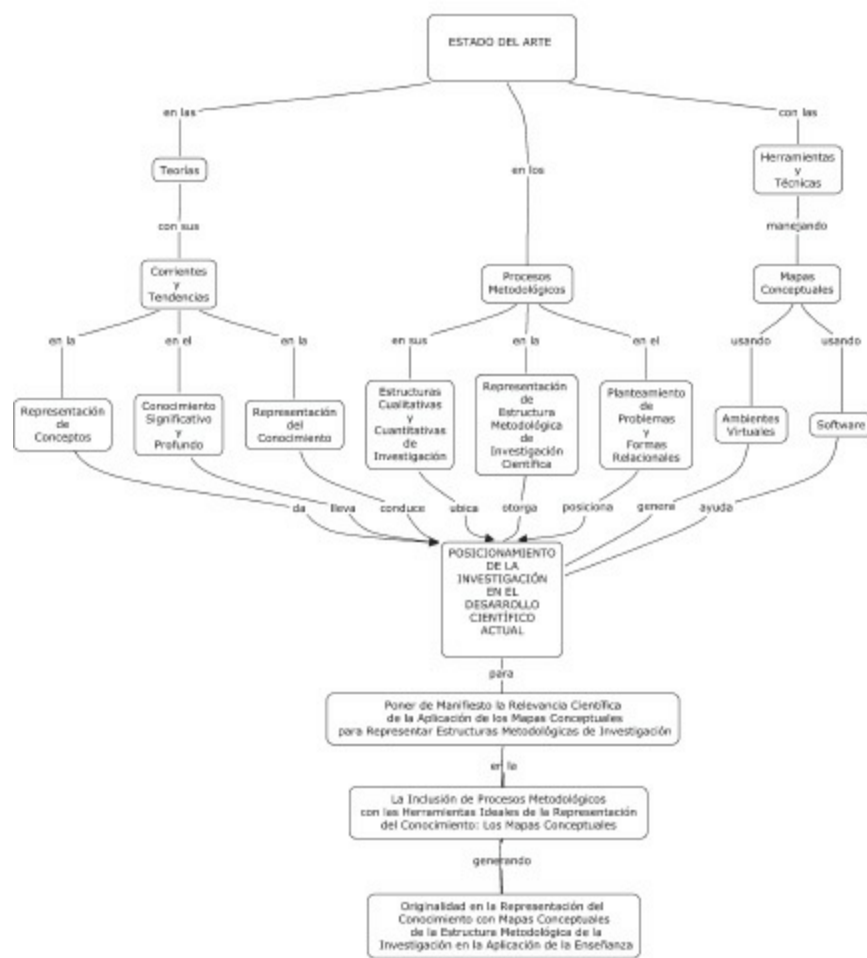 ESTADO DEL ARTE
en las
con las
Teorías
en los
Herramientas
y
Técnicas
con sus
manejando
Corrientes
y
Tendencias
Procesos
Metodológicos
Mapas
Conceptuales
en la
en el
en la
en sus
en la
en el
usando
usando
Representación
de
Conceptos
Conocimiento
Significativo
y
Profundo
Representación
del
Conocimiento
Estructuras
Cualitativas y
Cuantitativas
de
Investigación
Representación
de
Estructura
Metodológica
de
Investigación
Científica
Planteamiento
de
Problemas
y
Formas
Relacionales
Ambientes
Virtuales
Software
da
lleva
conduce
ubica
otorga
posiciona
genera
ayuda
POSICIONAMIENTO
DE LA
INVESTIGACIÓN
EN EL
DESARROLLO
CIENTÍFICO
ACTUAL
para
Poner de Manifiesto la Relevancia Científica
de la Aplicación de los Mapas Conceptuales
para Representar Estructuras Metodológicas de Investigación
en la
La Inclusión de Procesos Metodológicos
con las Herramientas Ideales de la Representación
del Conocimiento: Los Mapas Conceptuales
generando
Originalidad en la Representación del
Conocimiento con Mapas Conceptuales
de la Estructura Metodológica de la
Investigación en la Aplicación de la Enseñanza